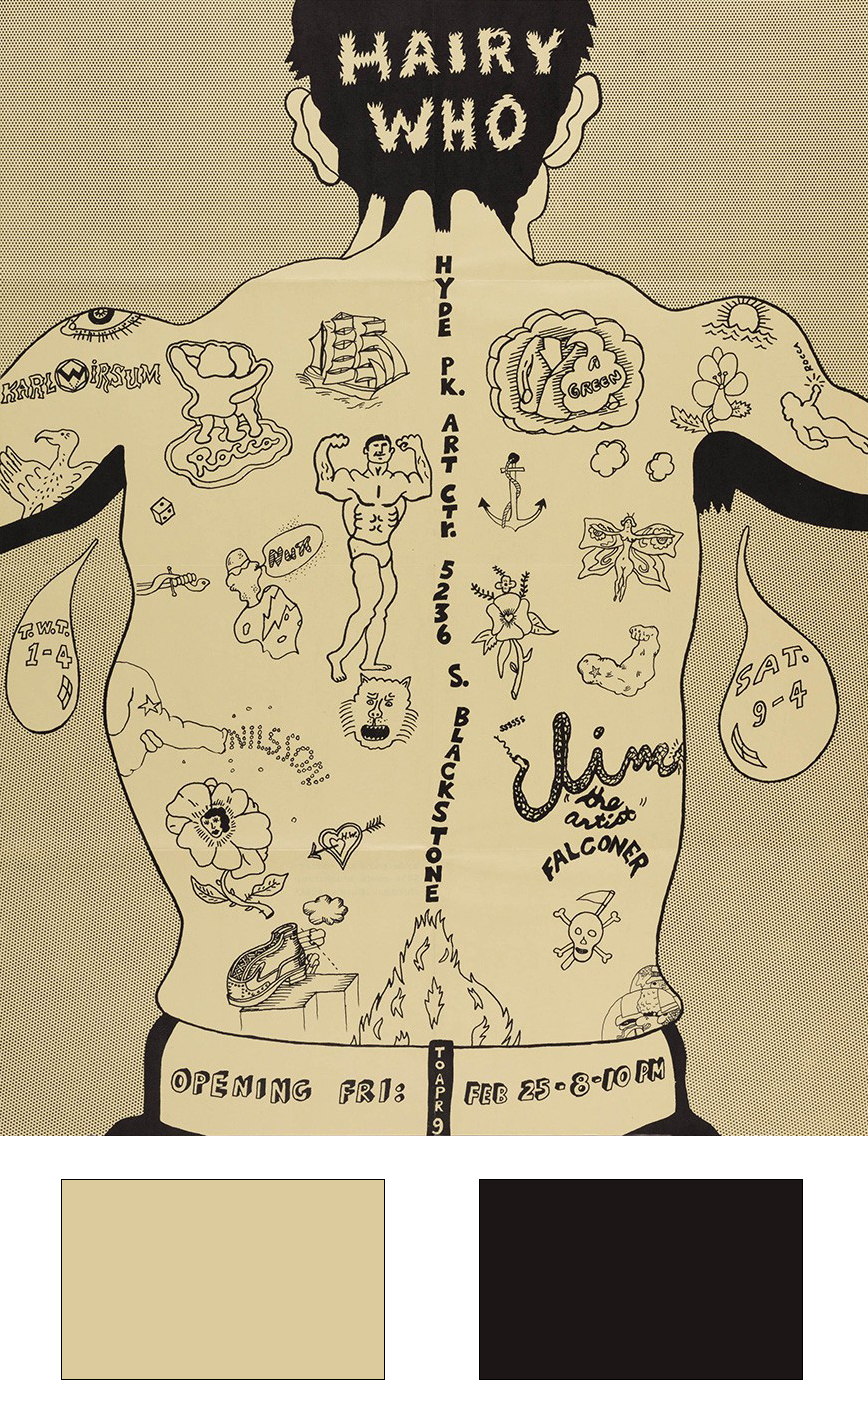 HAIRY
WHO
HYDE PK. ART CTr. 5236 S. BLACKSTONE
KARL WIRSUM
Rocca
A
GREEN
ROCCA
NUTT
T.W.T.
1-4
SAT.
9-4
NILSSON
sssss
Jim
"the
artist"
FALCONER
H.W.
OPENING FRI:
TO APR 9
FEB 25-8-10 PM